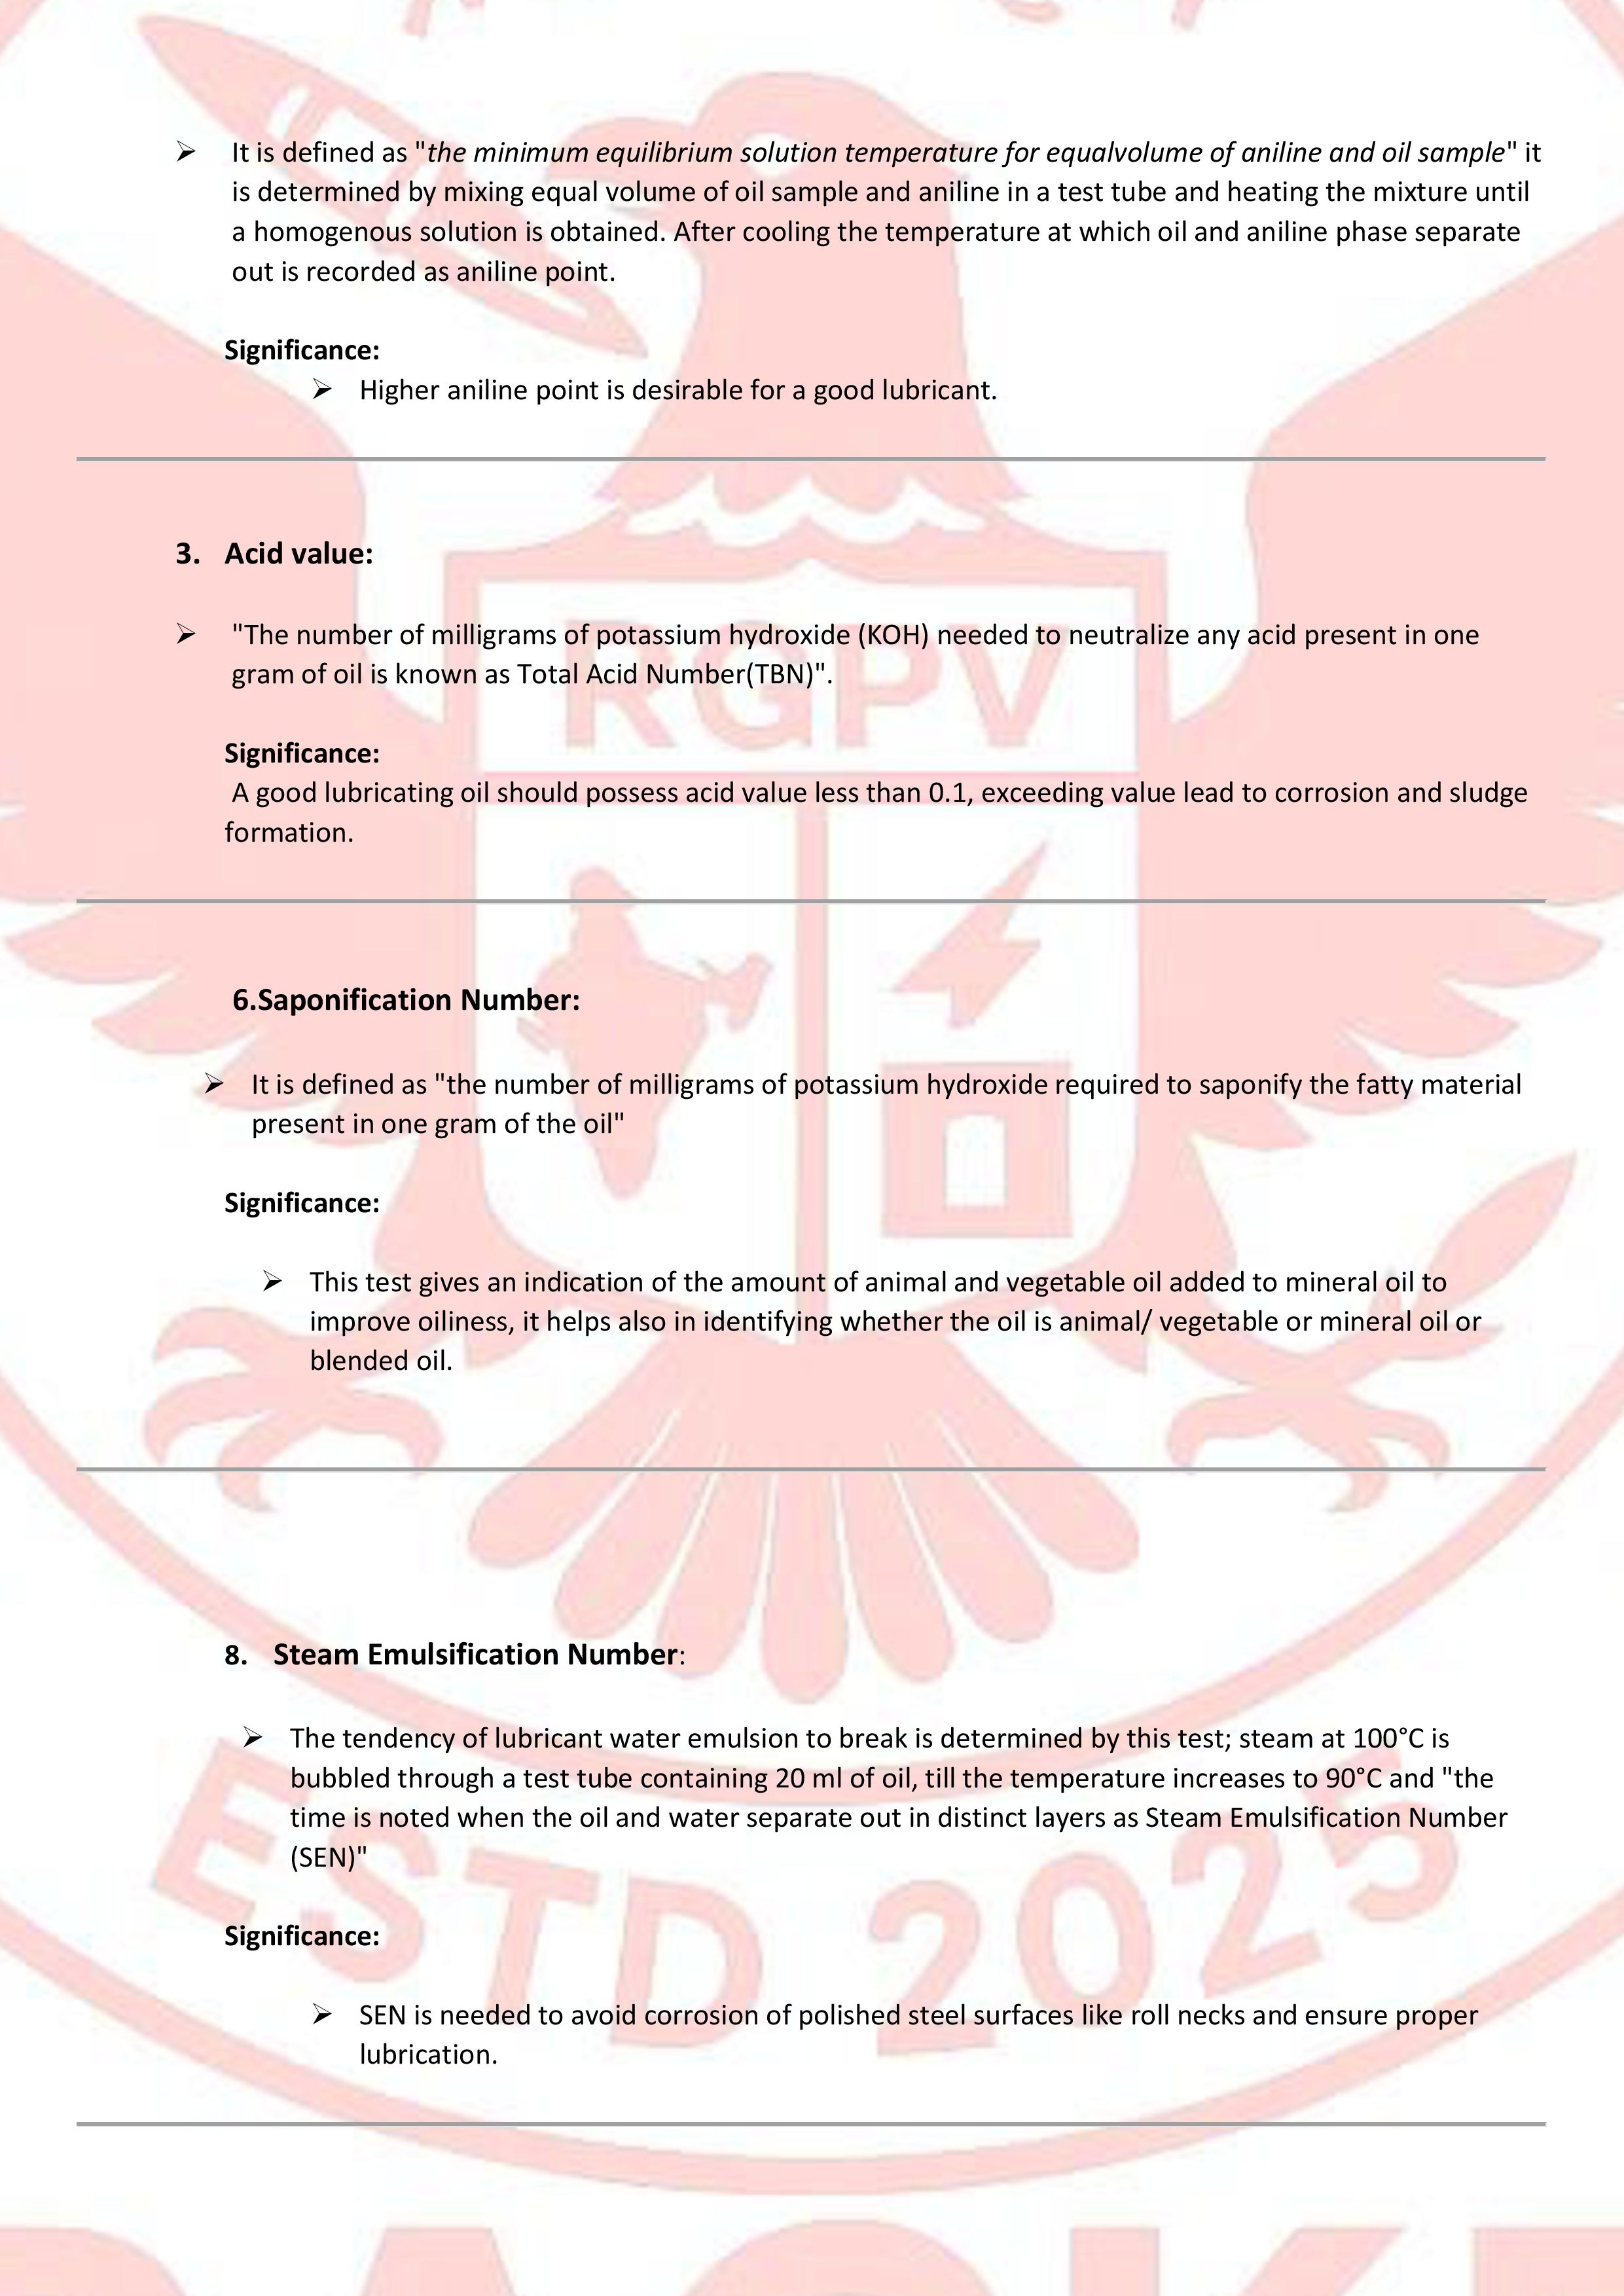 ➢ It is defined as "the minimum equilibrium solution temperature for equalvolume of aniline and oil sample" it
is determined by mixing equal volume of oil sample and aniline in a test tube and heating the mixture until
a homogenous solution is obtained. After cooling the temperature at which oil and aniline phase separate
out is recorded as aniline point.
Significance:
➢ Higher aniline point is desirable for a good lubricant.
3. Acid value:
➢ "The number of milligrams of potassium hydroxide (KOH) needed to neutralize any acid present in one
gram of oil is known as Total Acid Number(TBN)".
RGPV
Significance:
A good lubricating oil should possess acid value less than 0.1, exceeding value lead to corrosion and sludge
formation.
6.Saponification Number:
➢ It is defined as "the number of milligrams of potassium hydroxide required to saponify the fatty material
present in one gram of the oil"
Significance:
➢ This test gives an indication of the amount of animal and vegetable oil added to mineral oil to
improve oiliness, it helps also in identifying whether the oil is animal/ vegetable or mineral oil or
blended oil.
8. Steam Emulsification Number:
➢ The tendency of lubricant water emulsion to break is determined by this test; steam at 100°C is
bubbled through a test tube containing 20 ml of oil, till the temperature increases to 90°C and "the
time is noted when the oil and water separate out in distinct layers as Steam Emulsification Number
(SEN)"
ESTD 2025
Significance:
➢ SEN is needed to avoid corrosion of polished steel surfaces like roll necks and ensure proper
lubrication.